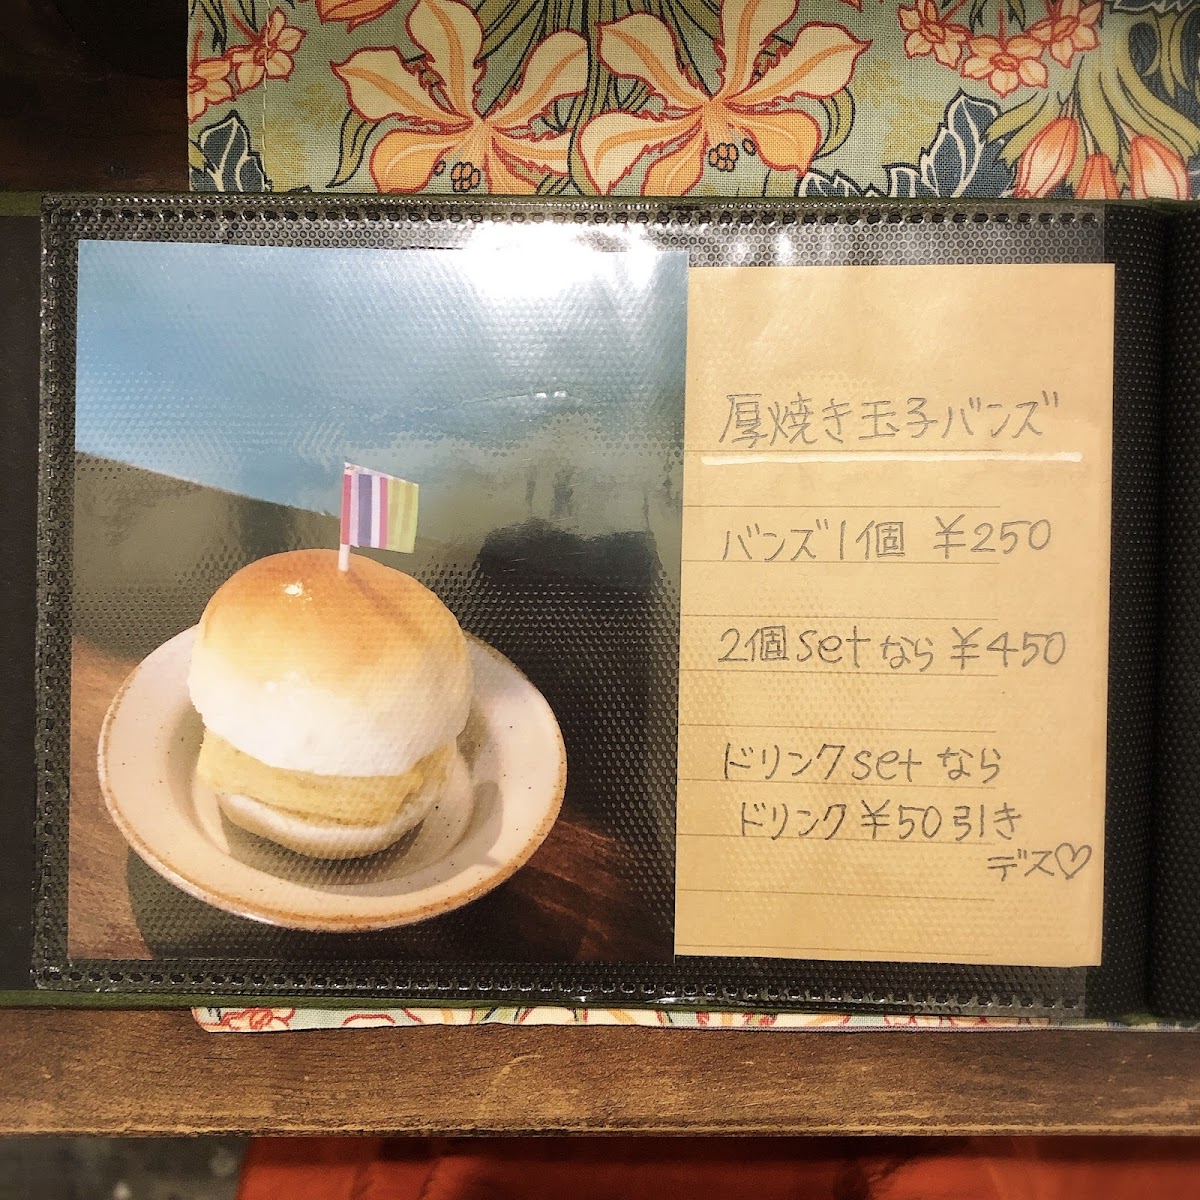 厚焼き玉子バンズ
バンズ1個 ¥250
2個setなら ¥450
ドリンクsetなら
ドリンク ¥50引き
デス♡